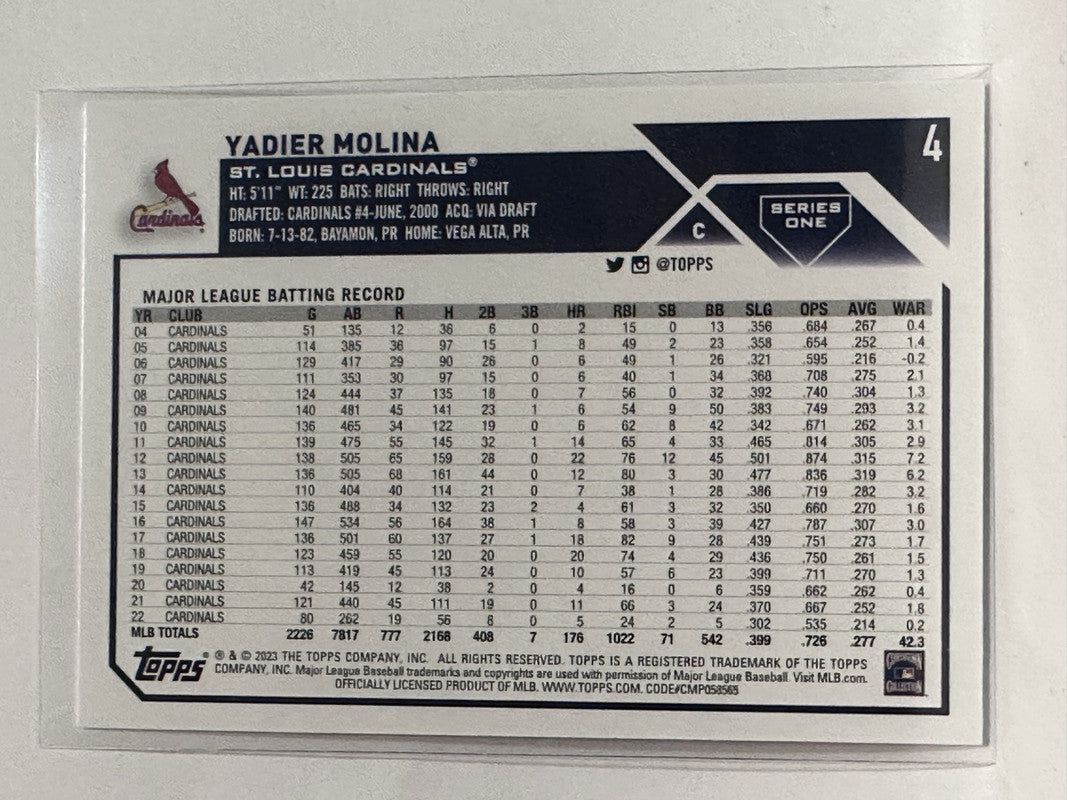 YADIER MOLINA
4
ST. LOUIS CARDINALS®
HT: 5'11" WT: 225 BATS: RIGHT THROWS: RIGHT
DRAFTED: CARDINALS #4-JUNE, 2000 ACQ: VIA DRAFT
BORN: 7-13-82, BAYAMON, PR HOME: VEGA ALTA, PR
Cardinals
C
SERIES
ONE
@TOPPS
MAJOR LEAGUE BATTING RECORD
YR CLUB G AB R H 2B 3B HR RBI SB BB SLG OPS AVG WAR
04 CARDINALS 51 135 12 36 6 0 2 15 0 13 .356 .684 .267 0.4
05 CARDINALS 114 385 36 97 15 1 8 49 2 23 .358 .654 .252 1.4
06 CARDINALS 129 417 29 90 26 0 6 49 1 26 .321 .595 .216 -0.2
07 CARDINALS 111 353 30 97 15 0 6 40 1 34 .368 .708 .275 2.1
08 CARDINALS 124 444 37 135 18 0 7 56 0 32 .392 .740 .304 1.3
09 CARDINALS 140 481 45 141 23 1 6 54 9 50 .383 .749 .293 3.2
10 CARDINALS 136 465 34 122 19 0 6 62 8 42 .342 .671 .262 3.1
11 CARDINALS 139 475 55 145 32 1 14 65 4 33 .465 .814 .305 2.9
12 CARDINALS 138 505 65 159 28 0 22 76 12 45 .501 .874 .315 7.2
13 CARDINALS 136 505 68 161 44 0 12 80 3 30 .477 .836 .319 6.2
14 CARDINALS 110 404 40 114 21 0 7 38 1 28 .386 .719 .282 3.2
15 CARDINALS 136 488 34 132 23 2 4 61 3 32 .350 .660 .270 1.6
16 CARDINALS 147 534 56 164 38 1 8 58 3 39 .427 .787 .307 3.0
17 CARDINALS 136 501 60 137 27 1 18 82 9 28 .439 .751 .273 1.7
18 CARDINALS 123 459 55 120 20 0 20 74 4 29 .436 .750 .261 1.5
19 CARDINALS 113 419 45 113 24 0 10 57 6 23 .399 .711 .270 1.3
20 CARDINALS 42 145 12 38 2 0 4 16 0 6 .359 .662 .262 0.4
21 CARDINALS 121 440 45 111 19 0 11 66 3 24 .370 .667 .252 1.8
22 CARDINALS 80 262 19 56 8 0 5 24 2 5 .302 .535 .214 0.2
MLB TOTALS 2226 7817 777 2168 408 7 176 1022 71 542 .399 .726 .277 42.3
Topps® ® & © 2023 THE TOPPS COMPANY, INC. ALL RIGHTS RESERVED. TOPPS IS A REGISTERED TRADEMARK OF THE TOPPS
COMPANY, INC. Major League Baseball trademarks and copyrights are used with permission of Major League Baseball. Visit MLB.com.
OFFICIALLY LICENSED PRODUCT OF MLB. WWW.TOPPS.COM. CODE#CMP058565